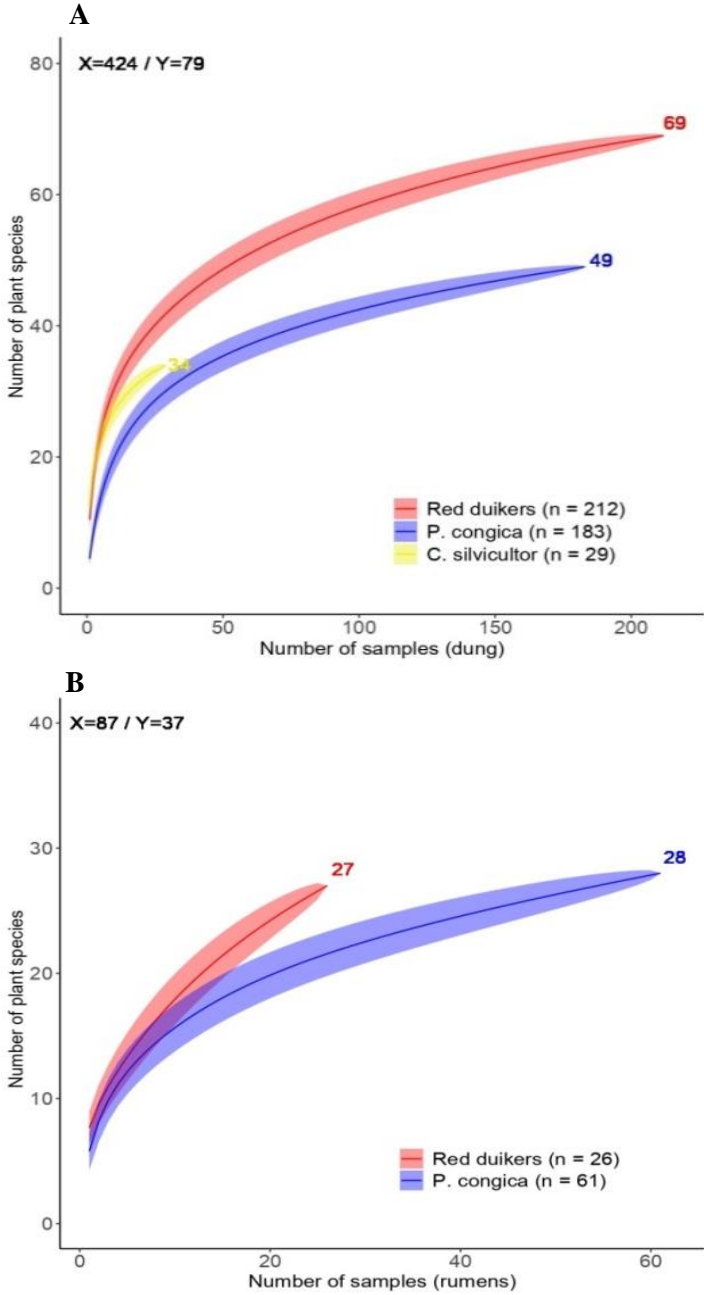 A
X=424 / Y=79
80
60
40
20
0
69
49
34
Number of plant species
Red duikers (n = 212)
P. congica (n = 183)
C. silvicultor (n = 29)
0 50 100 150 200
Number of samples (dung)
B
X=87 / Y=37
40
30
20
10
0
27
28
Number of plant species
Red duikers (n = 26)
P. congica (n = 61)
0 20 40 60
Number of samples (rumens)